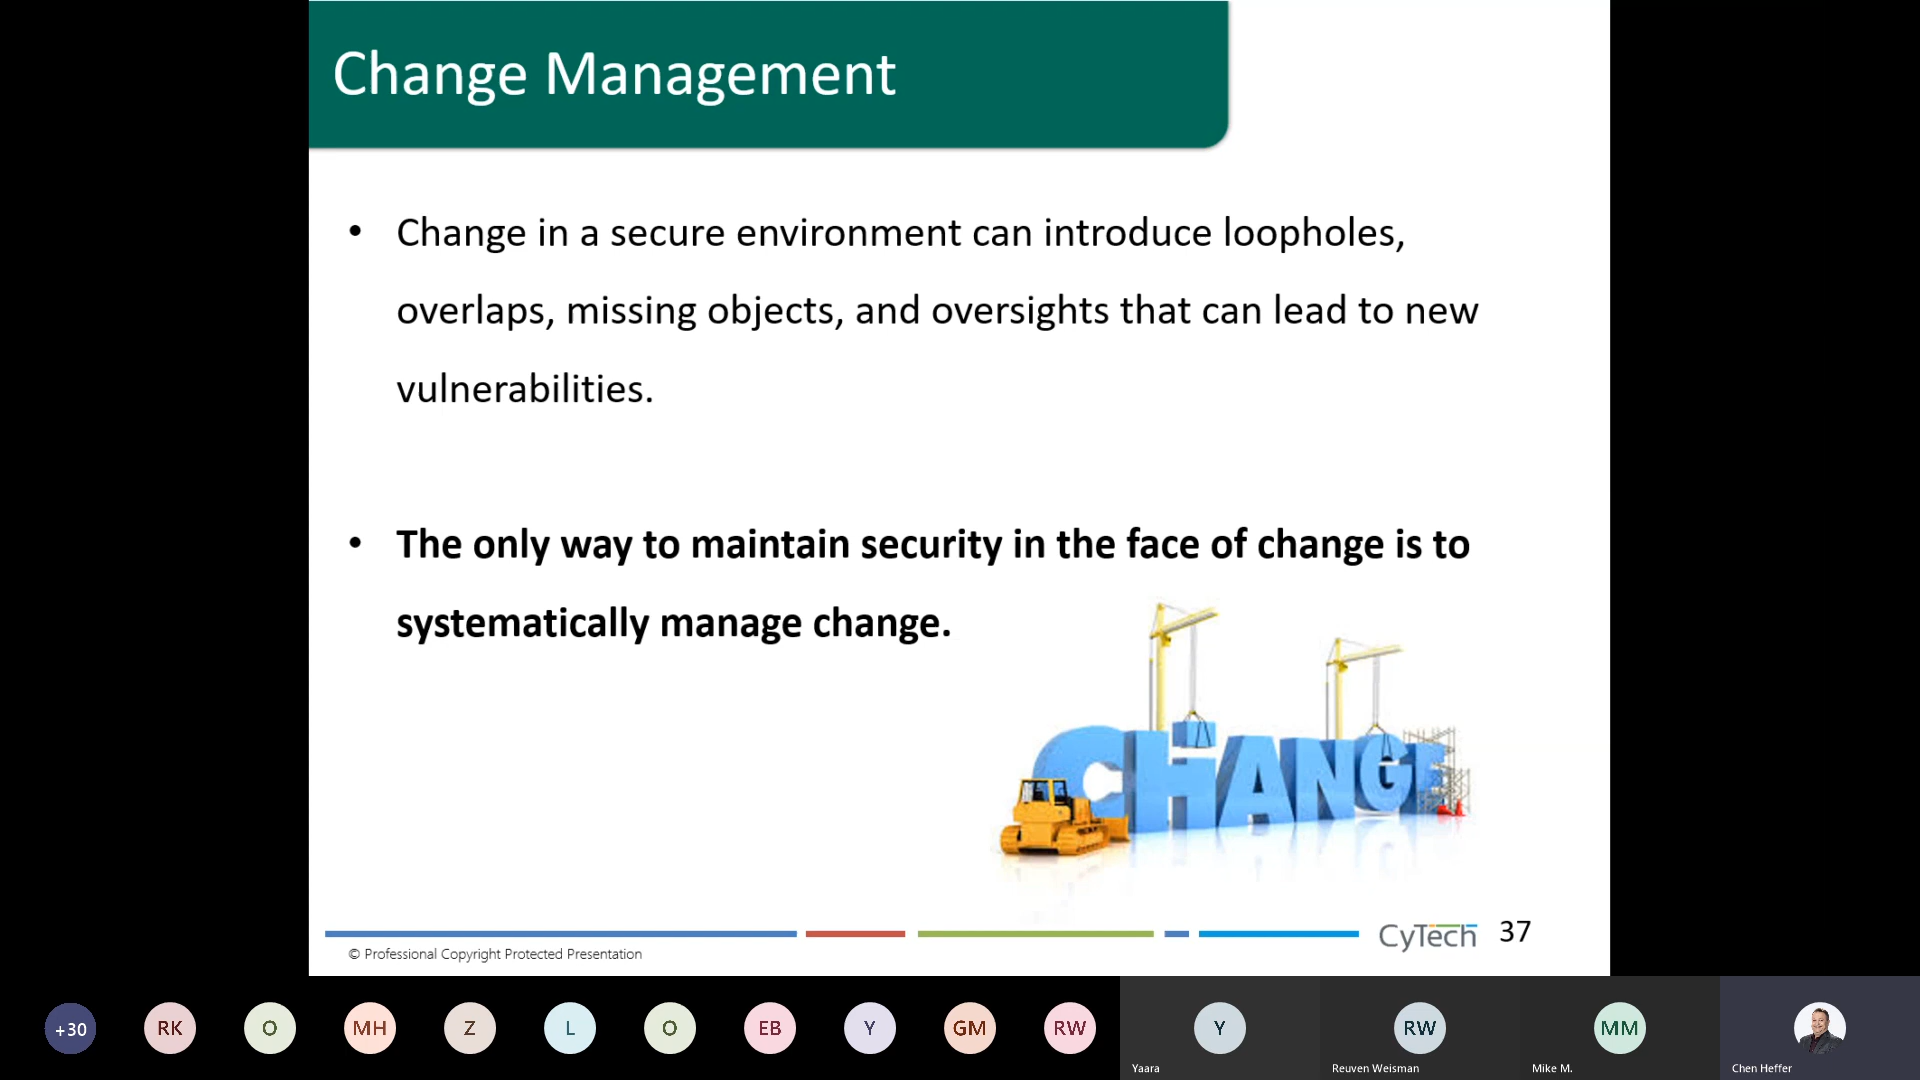 Change Management
• Change in a secure environment can introduce loopholes,
overlaps, missing objects, and oversights that can lead to new
vulnerabilities.
• The only way to maintain security in the face of change is to
systematically manage change.
CHANGE
CyTech 37
© Professional Copyright Protected Presentation
+30 RK O MH Z L O EB Y GM RW Y RW MM
Yaara Reuven Weisman Mike M. Chen Heffer